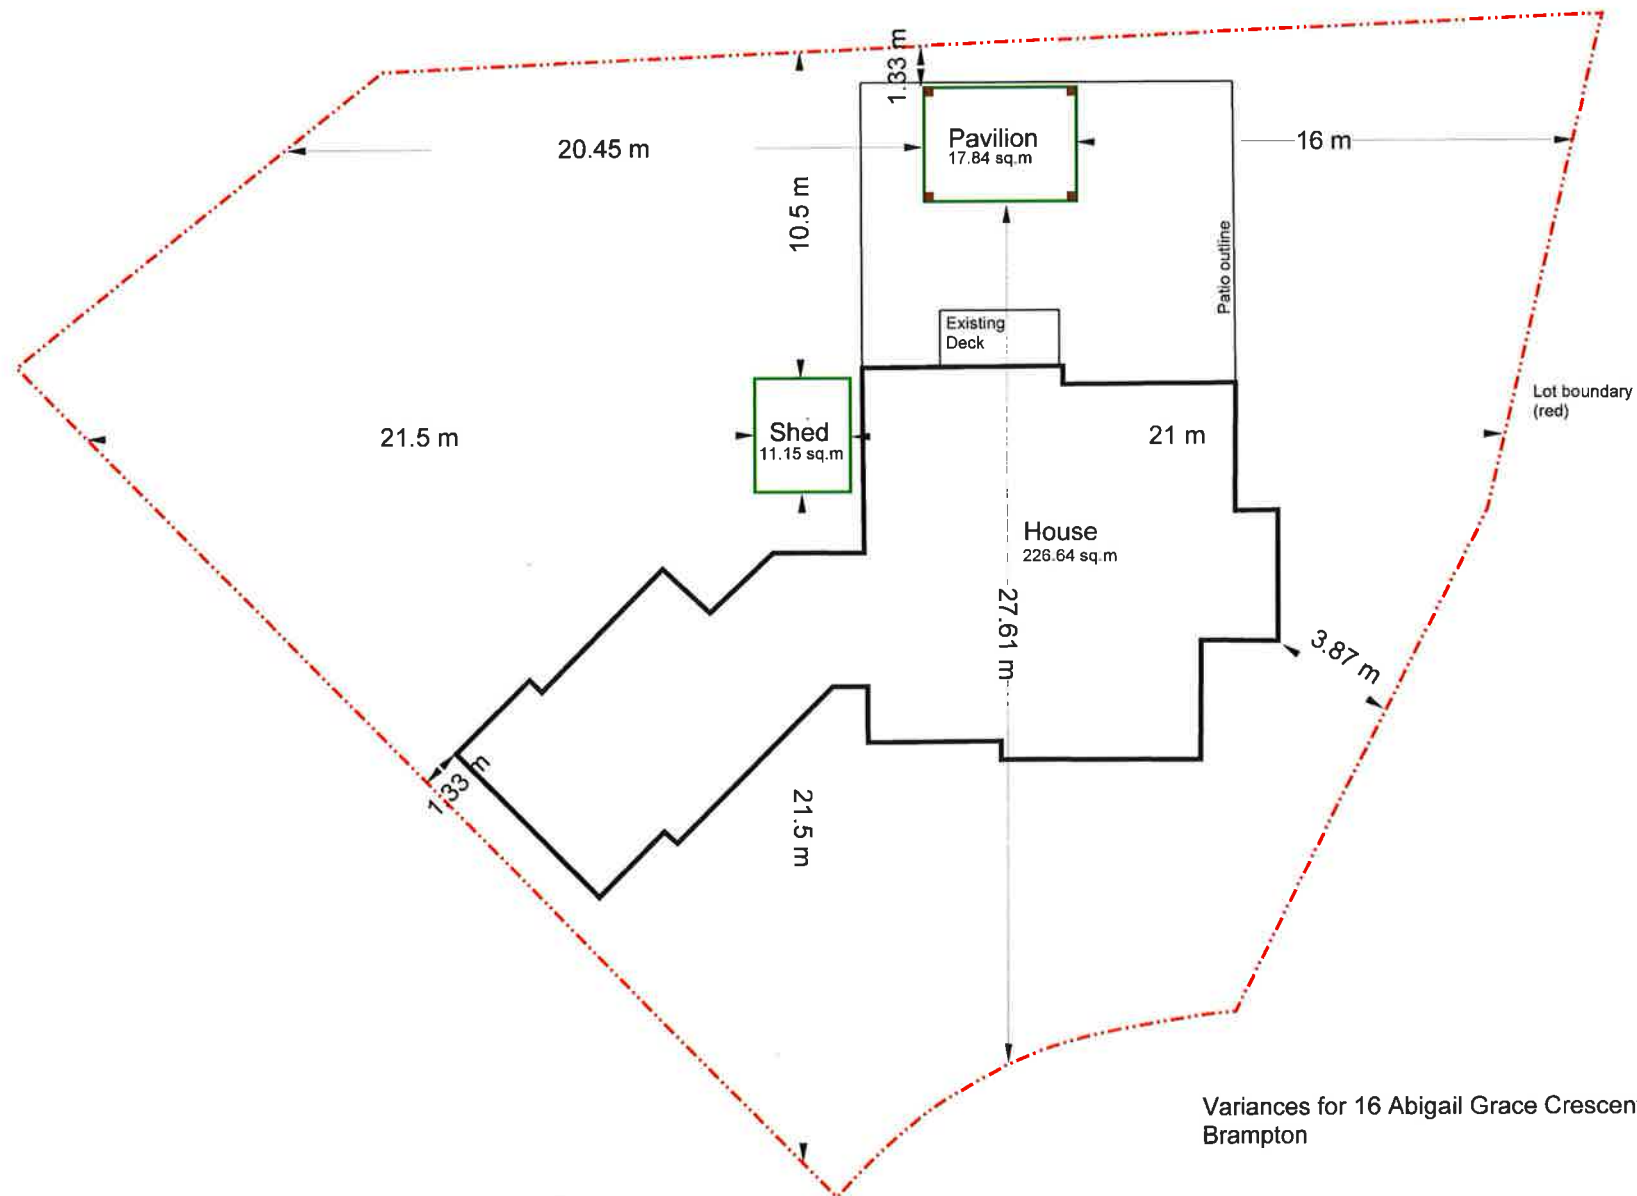 1.33 m
Pavilion
17.84 sq.m
20.45 m
16 m
10.5 m
Patio outline
Existing
Deck
Lot boundary
(red)
21.5 m
Shed
11.15 sq.m
21 m
House
226.64 sq.m
27.61 m
3.87 m
1.33 m
21.5 m
Variances for 16 Abigail Grace Crescen
Brampton